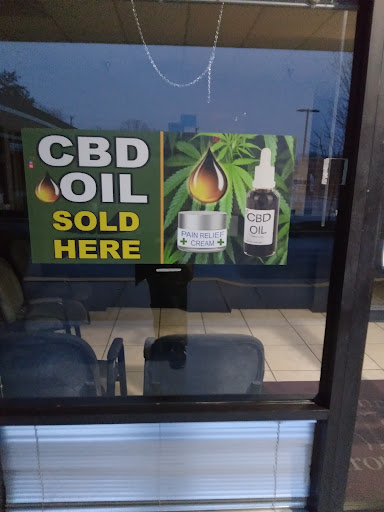 CBD
OIL
SOLD
HERE
PAIN RELIEF
CREAM
CBD
OIL